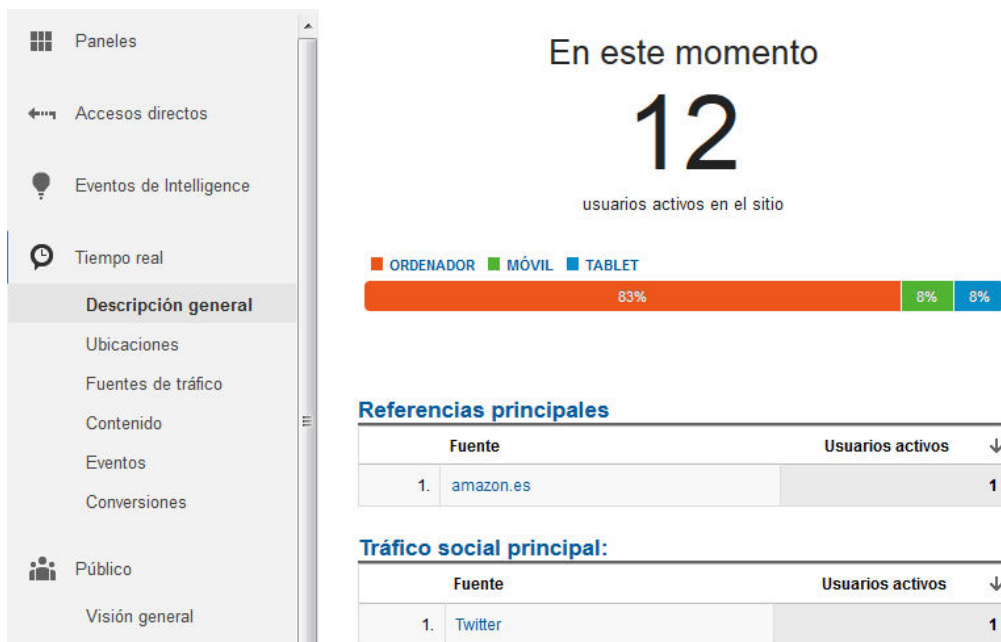 Paneles
Accesos directos
Eventos de Intelligence
Tiempo real
Descripción general
Ubicaciones
Fuentes de tráfico
Contenido
Eventos
Conversiones
Público
Visión general
En este momento
12
usuarios activos en el sitio
ORDENADOR MÓVIL TABLET
83% 8% 8%
Referencias principales
Fuente Usuarios activos
1. amazon.es 1
Tráfico social principal:
Fuente Usuarios activos
1. Twitter 1